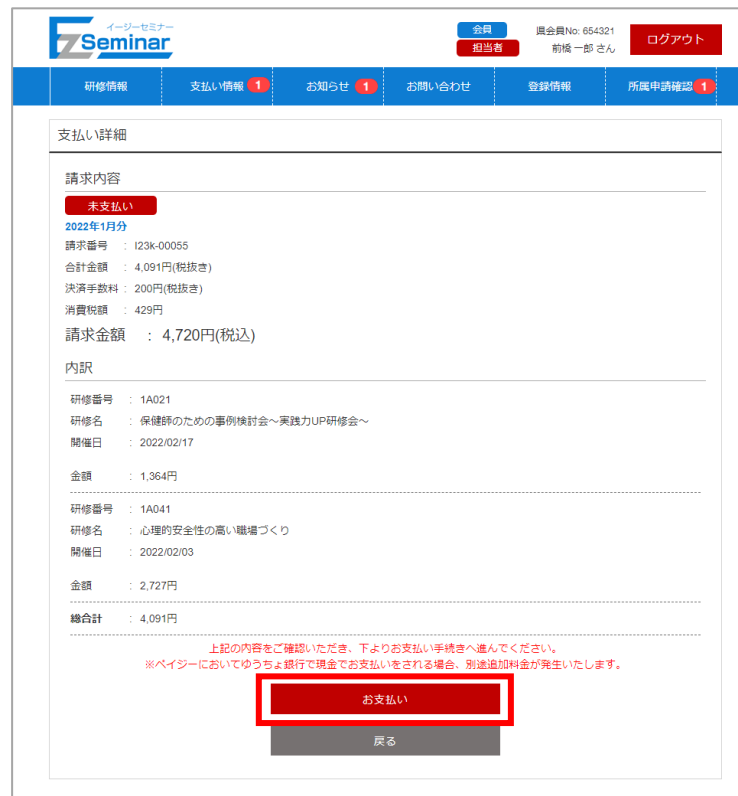 イージーセミナー
EzSeminar
会員
県会員No: 654321
担当者
前橋 一郎 さん
ログアウト
研修情報 支払い情報 1 お知らせ 1 お問い合わせ 登録情報 所属申請確認 1
支払い詳細
請求内容
未支払い
2022年1月分
請求番号 : I23k-00055
合計金額 : 4,091円(税抜き)
決済手数料 : 200円(税抜き)
消費税額 : 429円
請求金額 : 4,720円(税込)
内訳
研修番号 : 1A021
研修名 : 保健師のための事例検討会～実践力UP研修会～
開催日 : 2022/02/17
金額 : 1,364円
研修番号 : 1A041
研修名 : 心理的安全性の高い職場づくり
開催日 : 2022/02/03
金額 : 2,727円
総合計 : 4,091円
上記の内容をご確認いただき、下よりお支払い手続きへ進んでください。
※ペイジーにおいてゆうちょ銀行で現金でお支払いをされる場合、別途追加料金が発生いたします。
お支払い
戻る